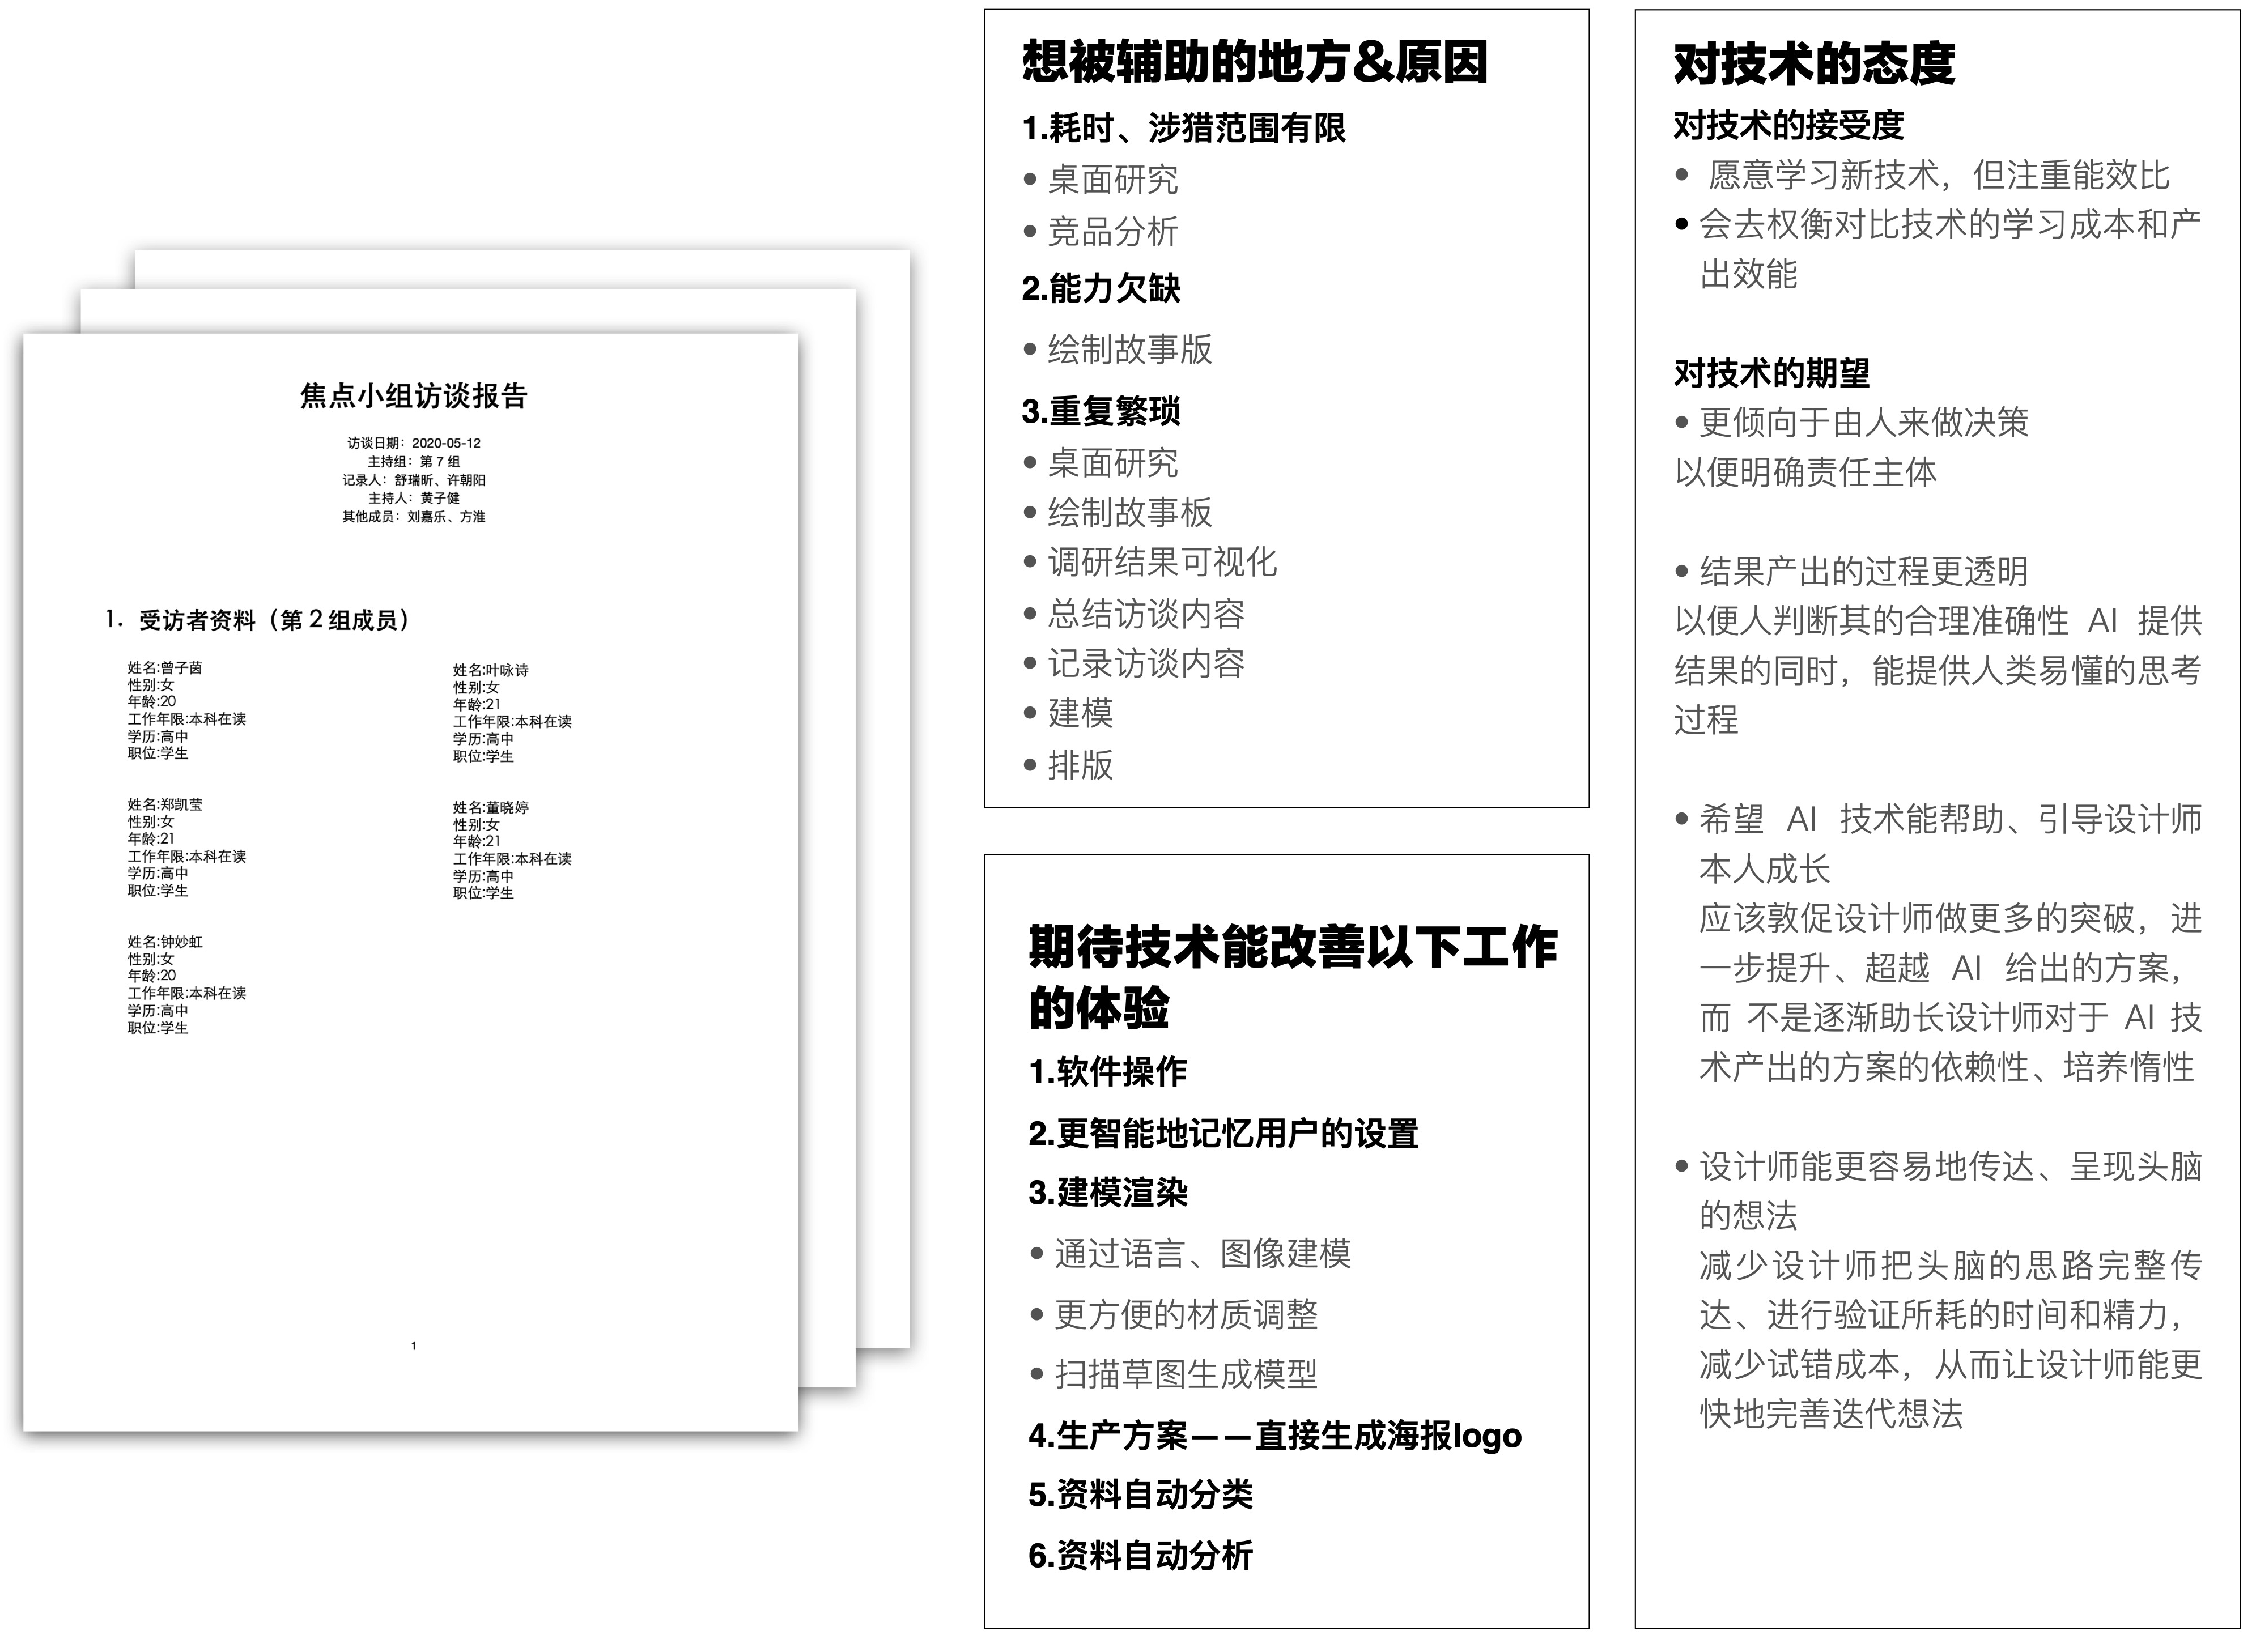 焦点小组访谈报告
访谈日期：2020-05-12
主持组：第 7 组
记录人：舒瑞昕、许朝阳
主持人：黄子健
其他成员：刘嘉乐、方淮
1. 受访者资料（第 2 组成员）
姓名:曾子茵
性别:女
年龄:20
工作年限:本科在读
学历:高中
职位:学生
姓名:叶咏诗
性别:女
年龄:21
工作年限:本科在读
学历:高中
职位:学生
姓名:郑凯莹
性别:女
年龄:21
工作年限:本科在读
学历:高中
职位:学生
姓名:董晓婷
性别:女
年龄:21
工作年限:本科在读
学历:高中
职位:学生
姓名:钟妙虹
性别:女
年龄:20
工作年限:本科在读
学历:高中
职位:学生
1
想被辅助的地方&原因
1.耗时、涉猎范围有限
• 桌面研究
• 竞品分析
2.能力欠缺
• 绘制故事版
3.重复繁琐
• 桌面研究
• 绘制故事板
• 调研结果可视化
• 总结访谈内容
• 记录访谈内容
• 建模
• 排版
期待技术能改善以下工作
的体验
1.软件操作
2.更智能地记忆用户的设置
3.建模渲染
• 通过语言、图像建模
• 更方便的材质调整
• 扫描草图生成模型
4.生产方案——直接生成海报logo
5.资料自动分类
6.资料自动分析
对技术的态度
对技术的接受度
• 愿意学习新技术，但注重能效比
• 会去权衡对比技术的学习成本和产
出效能
对技术的期望
• 更倾向于由人来做决策
以便明确责任主体
• 结果产出的过程更透明
以便人判断其的合理准确性 AI 提供
结果的同时，能提供人类易懂的思考
过程
• 希望 AI 技术能帮助、引导设计师
本人成长
应该敦促设计师做更多的突破，进
一步提升、超越 AI 给出的方案，
而 不是逐渐助长设计师对于 AI 技
术产出的方案的依赖性、培养惰性
• 设计师能更容易地传达、呈现头脑
的想法
减少设计师把头脑的思路完整传
达、进行验证所耗的时间和精力，
减少试错成本，从而让设计师能更
快地完善迭代想法